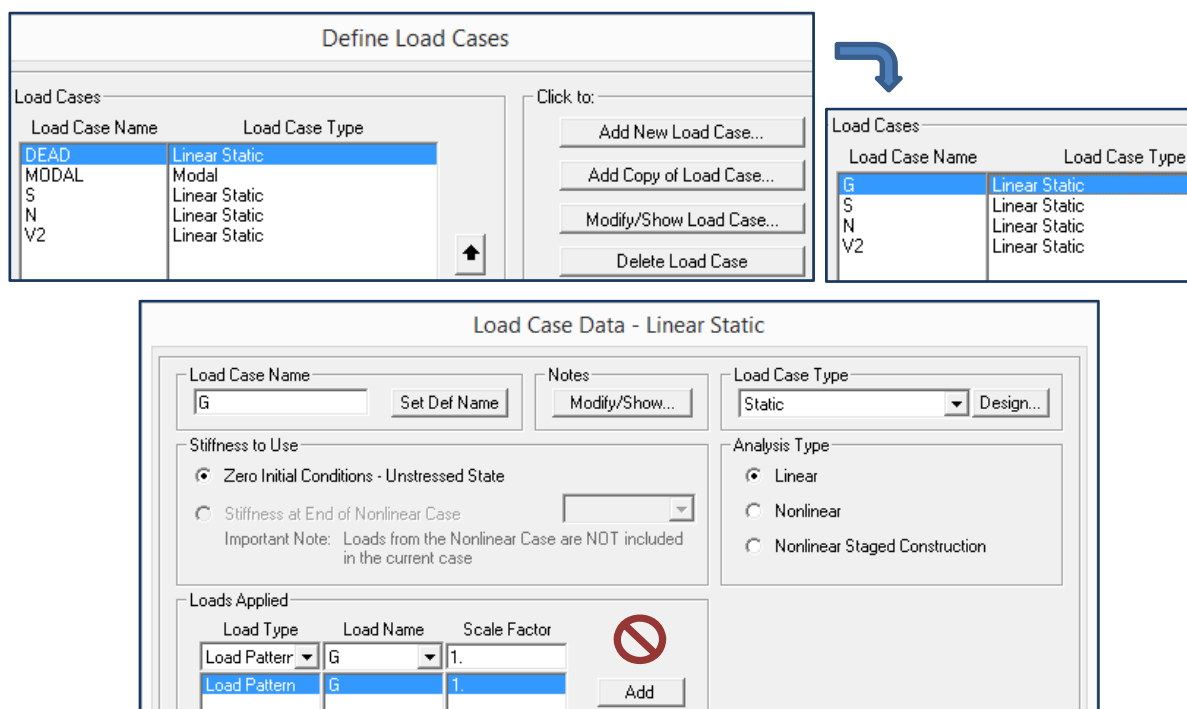 Define Load Cases
Load Cases
Click to:
Load Case Name Load Case Type
DEAD Linear Static
MODAL Modal
S Linear Static
N Linear Static
V2 Linear Static
Add New Load Case...
Add Copy of Load Case...
Modify/Show Load Case...
Delete Load Case
Load Cases
Load Case Name Load Case Type
G Linear Static
S Linear Static
N Linear Static
V2 Linear Static
Load Case Data - Linear Static
Load Case Name
G Set Def Name
Notes
Modify/Show...
Load Case Type
Static Design...
Stiffness to Use
Zero Initial Conditions - Unstressed State
Stiffness at End of Nonlinear Case
Important Note: Loads from the Nonlinear Case are NOT included
in the current case
Analysis Type
Linear
Nonlinear
Nonlinear Staged Construction
Loads Applied
Load Type Load Name Scale Factor
Load Pattern G 1.
Load Pattern G 1.
Add